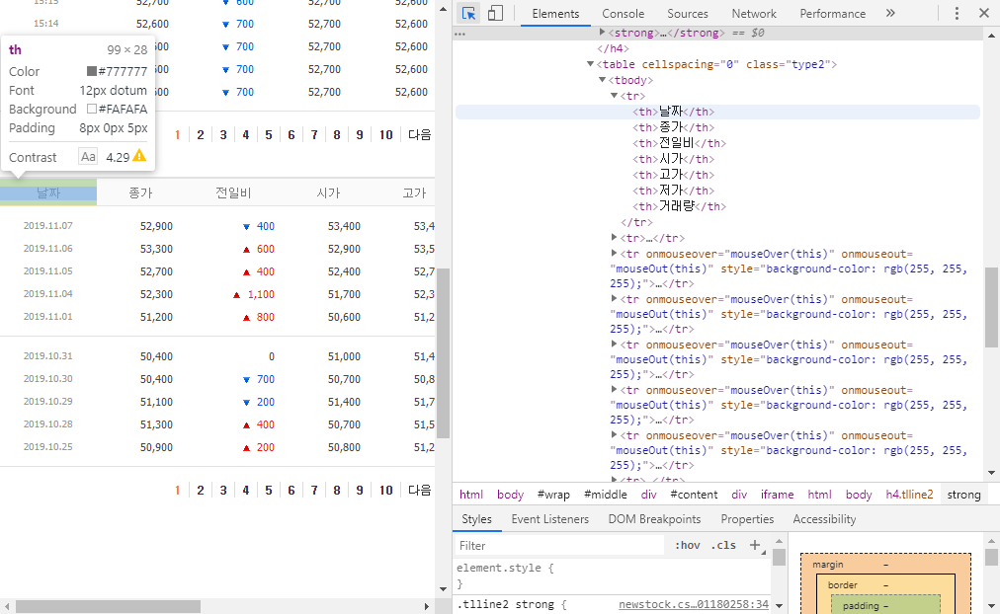 15:15 52,700 600 52,700 52,600
15:14 52,700 700 52,700 52,600
700 52,700 52,600
700 52,700 52,600
700 52,700 52,600
th 99 × 28
Color #777777
Font 12px dotum
Background #FAFAFA
Padding 8px 0px 5px
Contrast Aa 4.29
1 2 3 4 5 6 7 8 9 10 다음
날짜 종가 전일비 시가 고가
2019.11.07 52,900 400 53,400 53,4
2019.11.06 53,300 600 52,900 53,5
2019.11.05 52,700 400 52,400 52,7
2019.11.04 52,300 1,100 51,700 52,3
2019.11.01 51,200 800 50,600 51,2
2019.10.31 50,400 0 51,000 51,4
2019.10.30 50,400 700 50,700 50,8
2019.10.29 51,100 200 51,400 51,7
2019.10.28 51,300 400 50,700 51,5
2019.10.25 50,900 200 50,800 51,2
1 2 3 4 5 6 7 8 9 10 다음
Elements Console Sources Network Performance »
… <strong>…</strong> == $0
</h4>
<table cellspacing="0" class="type2">
<tbody>
<tr>
<th>날짜</th>
<th>종가</th>
<th>전일비</th>
<th>시가</th>
<th>고가</th>
<th>저가</th>
<th>거래량</th>
</tr>
<tr>…</tr>
<tr onmouseover="mouseOver(this)" onmouseout=
"mouseOut(this)" style="background-color: rgb(255, 255,
255);">…</tr>
<tr onmouseover="mouseOver(this)" onmouseout=
"mouseOut(this)" style="background-color: rgb(255, 255,
255);">…</tr>
<tr onmouseover="mouseOver(this)" onmouseout=
"mouseOut(this)" style="background-color: rgb(255, 255,
255);">…</tr>
<tr onmouseover="mouseOver(this)" onmouseout=
"mouseOut(this)" style="background-color: rgb(255, 255,
255);">…</tr>
<tr onmouseover="mouseOver(this)" onmouseout=
"mouseOut(this)" style="background-color: rgb(255, 255,
255);">…</tr>
<tr>…</tr>
html body #wrap #middle div #content div iframe html body h4.tlline2 strong
Styles Event Listeners DOM Breakpoints Properties Accessibility
Filter :hov .cls +
element.style {
}
.tlline2 strong { newstock.cs…01180258:34
margin –
border –
padding –